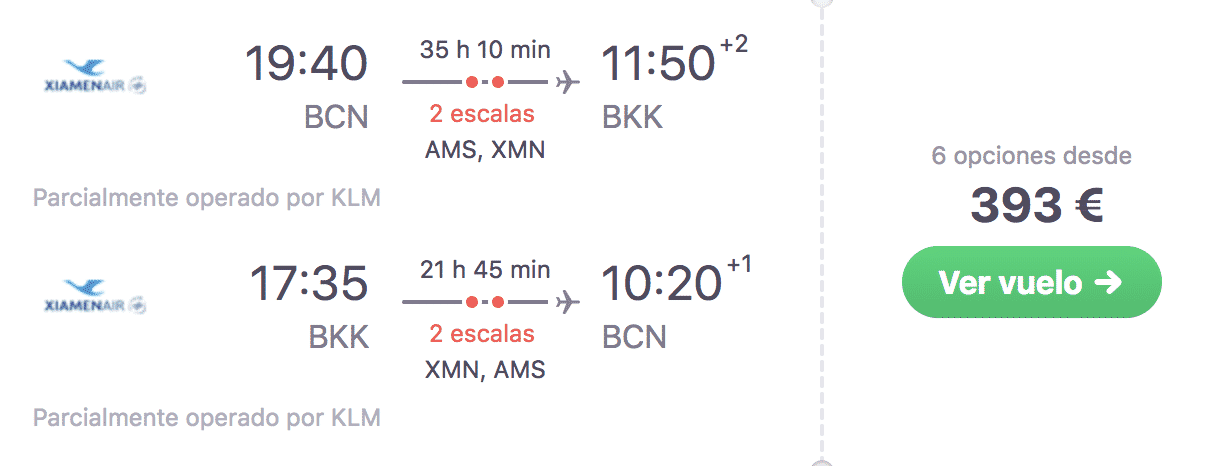 XIAMENAIR
19:40
BCN
35 h 10 min
2 escalas
AMS, XMN
11:50 +2
BKK
Parcialmente operado por KLM
XIAMENAIR
17:35
BKK
21 h 45 min
2 escalas
XMN, AMS
10:20 +1
BCN
Parcialmente operado por KLM
6 opciones desde
393 €
Ver vuelo →